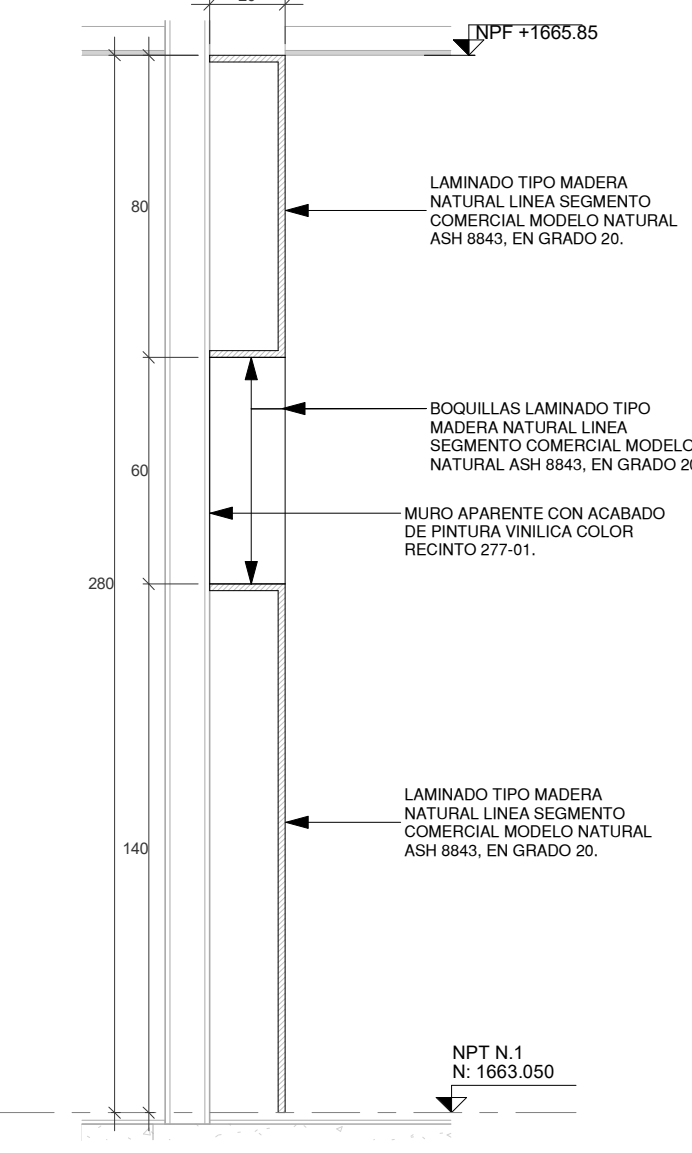 NPF +1665.85
LAMINADO TIPO MADERA
NATURAL LINEA SEGMENTO
COMERCIAL MODELO NATURAL
ASH 8843, EN GRADO 20.
80
BOQUILLAS LAMINADO TIPO
MADERA NATURAL LINEA
SEGMENTO COMERCIAL MODELO
NATURAL ASH 8843, EN GRADO
60
MURO APARENTE CON ACABADO
DE PINTURA VINILICA COLOR
RECINTO 277-01.
280
LAMINADO TIPO MADERA
NATURAL LINEA SEGMENTO
COMERCIAL MODELO NATURAL
ASH 8843, EN GRADO 20.
140
NPT N.1
N: 1663.050